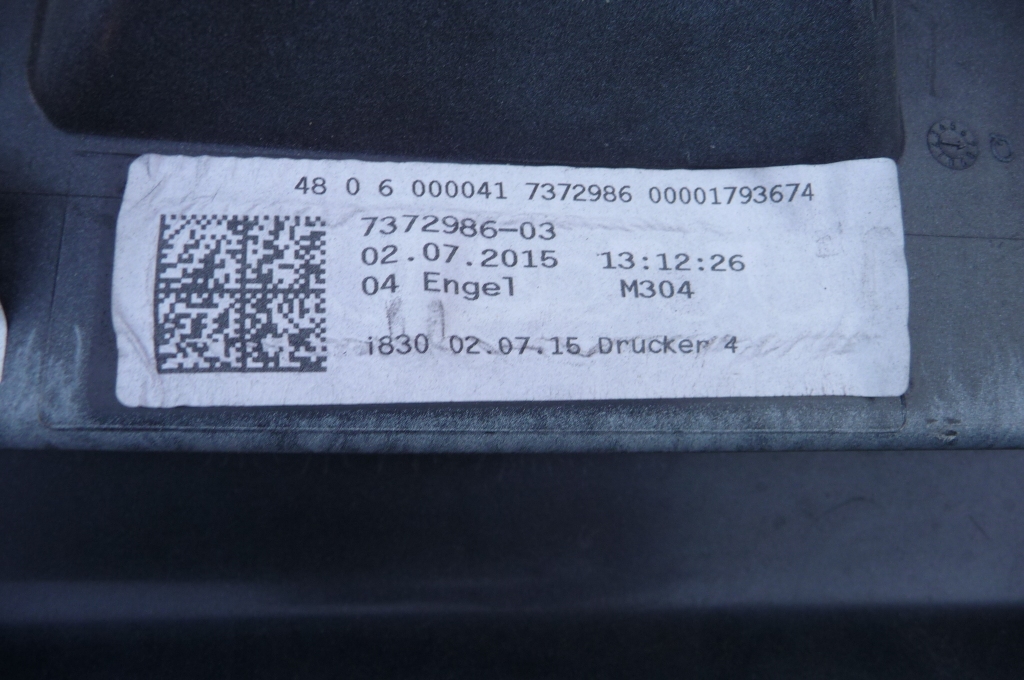 48 0 6 000041 7372986 00001793674
7372986-03
02.07.2015 13:12:26
04 Engel M304
i830 02.07.15 Drucker 4